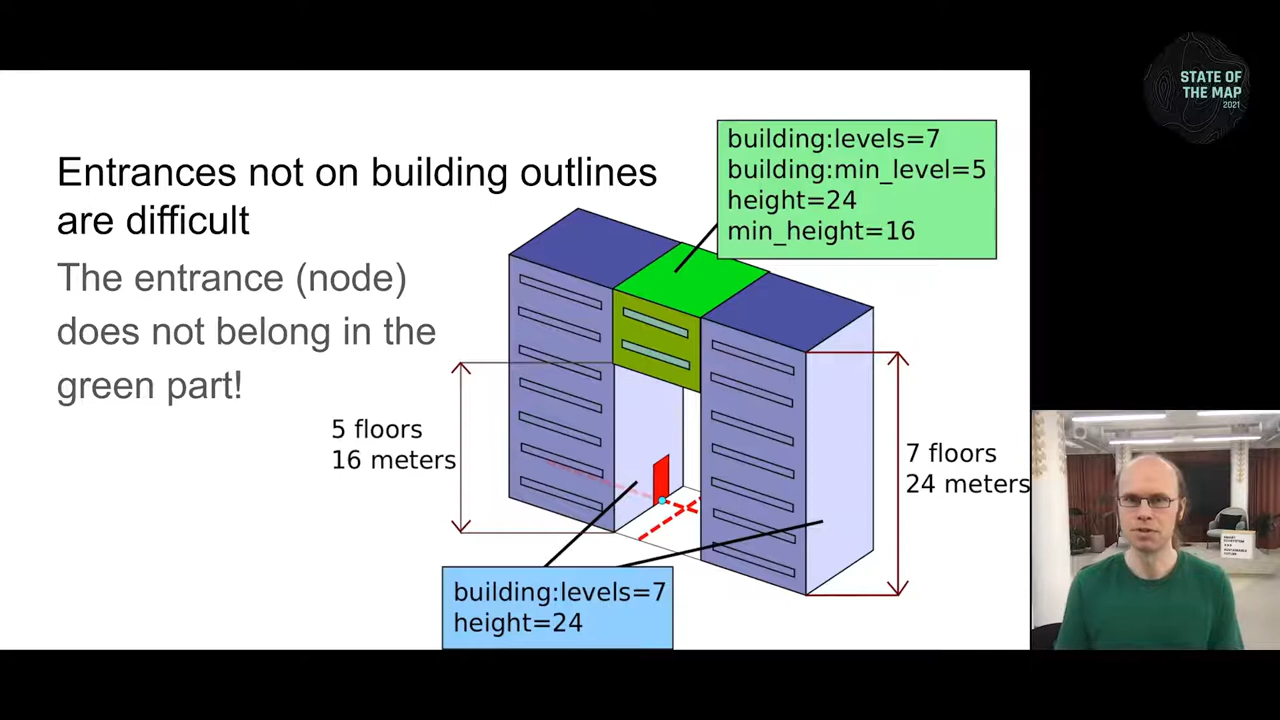 STATE OF
THE MAP
2021
Entrances not on building outlines
are difficult
The entrance (node)
does not belong in the
green part!
building:levels=7
building:min_level=5
height=24
min_height=16
5 floors
16 meters
7 floors
24 meters
building:levels=7
height=24